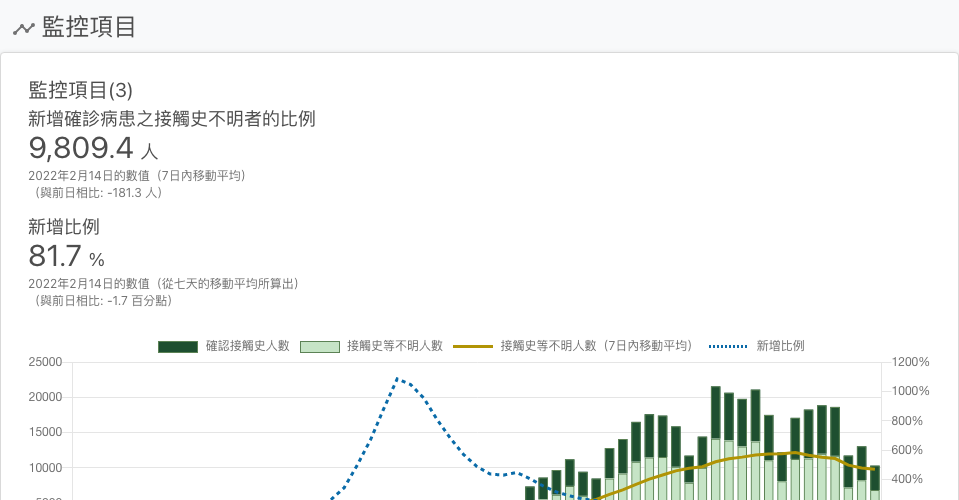 監控項目
監控項目(3)
新增確診病患之接觸史不明者的比例
9,809.4 人
2022年2月14日的數值（7日內移動平均）
（與前日相比: -181.3 人）
新增比例
81.7 %
2022年2月14日的數值（從七天的移動平均所算出）
（與前日相比: -1.7 百分點）
確認接觸史人數 接觸史等不明人數 接觸史等不明人數（7日內移動平均） 新增比例
25000 1200%
20000 1000%
15000 800%
10000 600%
400%